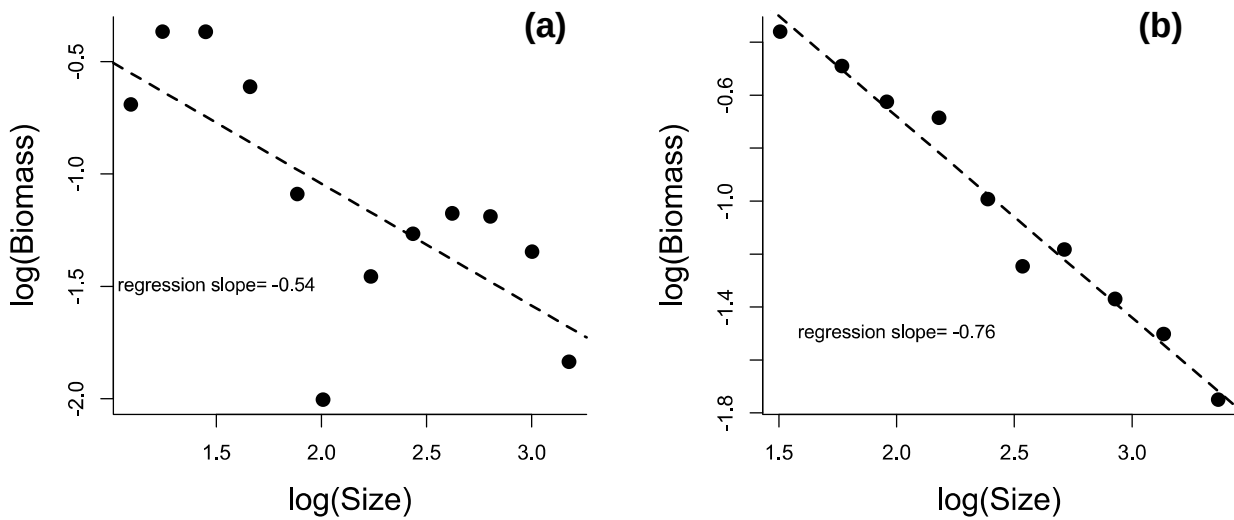 (a)
log(Biomass)
-0.5
-1.0
-1.5
-2.0
regression slope= -0.54
1.5 2.0 2.5 3.0
log(Size)
(b)
log(Biomass)
-0.6
-1.0
-1.4
-1.8
regression slope= -0.76
1.5 2.0 2.5 3.0
log(Size)